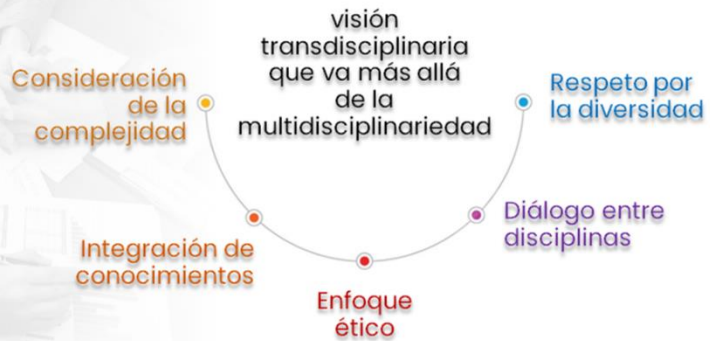 visión
transdisciplinaria
que va más allá
de la
multidisciplinariedad
Consideración
de la
complejidad
Integración de
conocimientos
Enfoque
ético
Diálogo entre
disciplinas
Respeto por
la diversidad